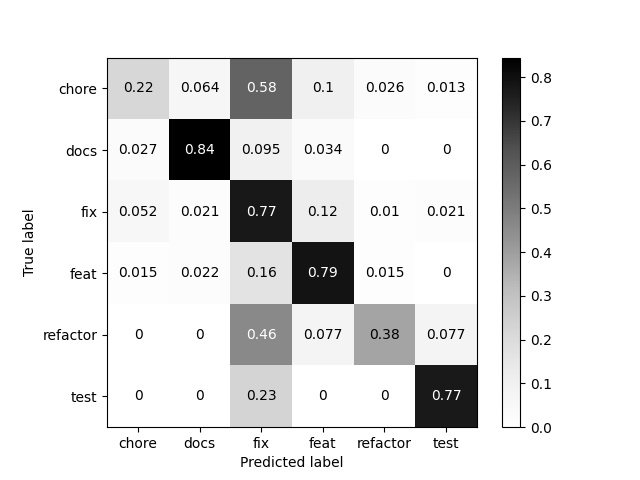 chore 0.22 0.064 0.58 0.1 0.026 0.013
docs 0.027 0.84 0.095 0.034 0 0
fix 0.052 0.021 0.77 0.12 0.01 0.021
feat 0.015 0.022 0.16 0.79 0.015 0
refactor 0 0 0.46 0.077 0.38 0.077
test 0 0 0.23 0 0 0.77
chore docs fix feat refactor test
Predicted label
True label
0.8
0.7
0.6
0.5
0.4
0.3
0.2
0.1
0.0